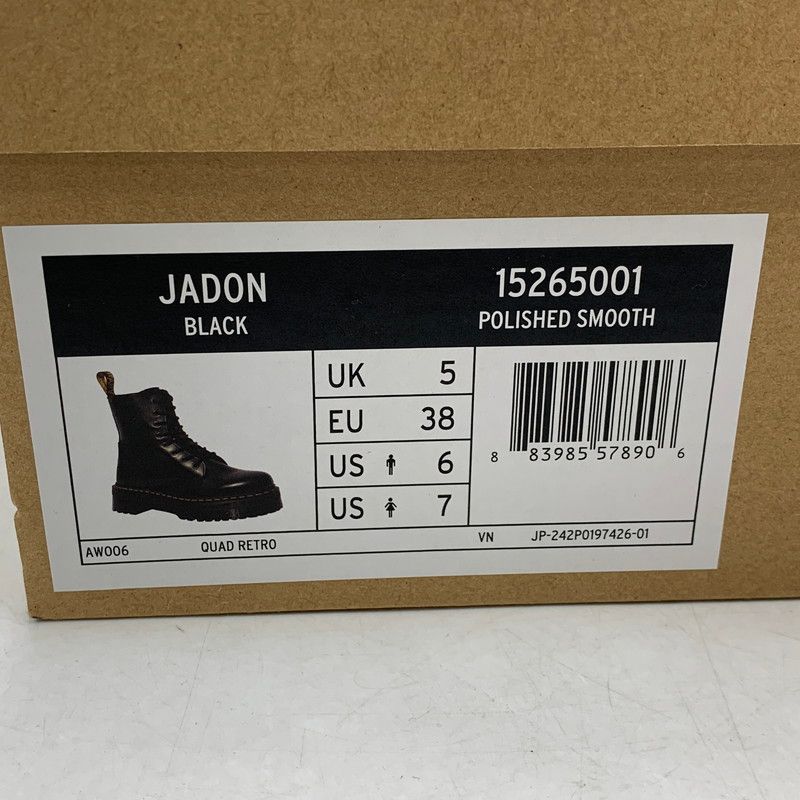 JADON
BLACK
15265001
POLISHED SMOOTH
UK 5
EU 38
US 6
US 7
8 83985 57890 6
AW006 QUAD RETRO VN JP-242P0197426-01